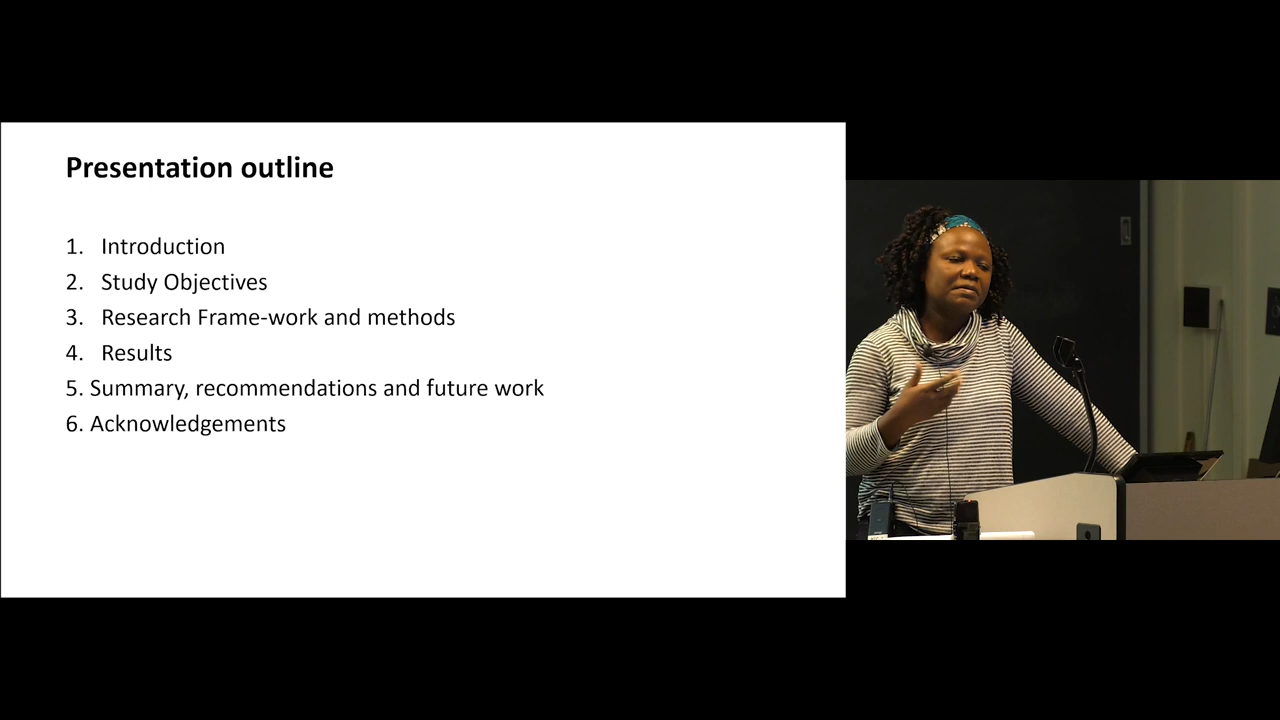 Presentation outline
1. Introduction
2. Study Objectives
3. Research Frame-work and methods
4. Results
5. Summary, recommendations and future work
6. Acknowledgements